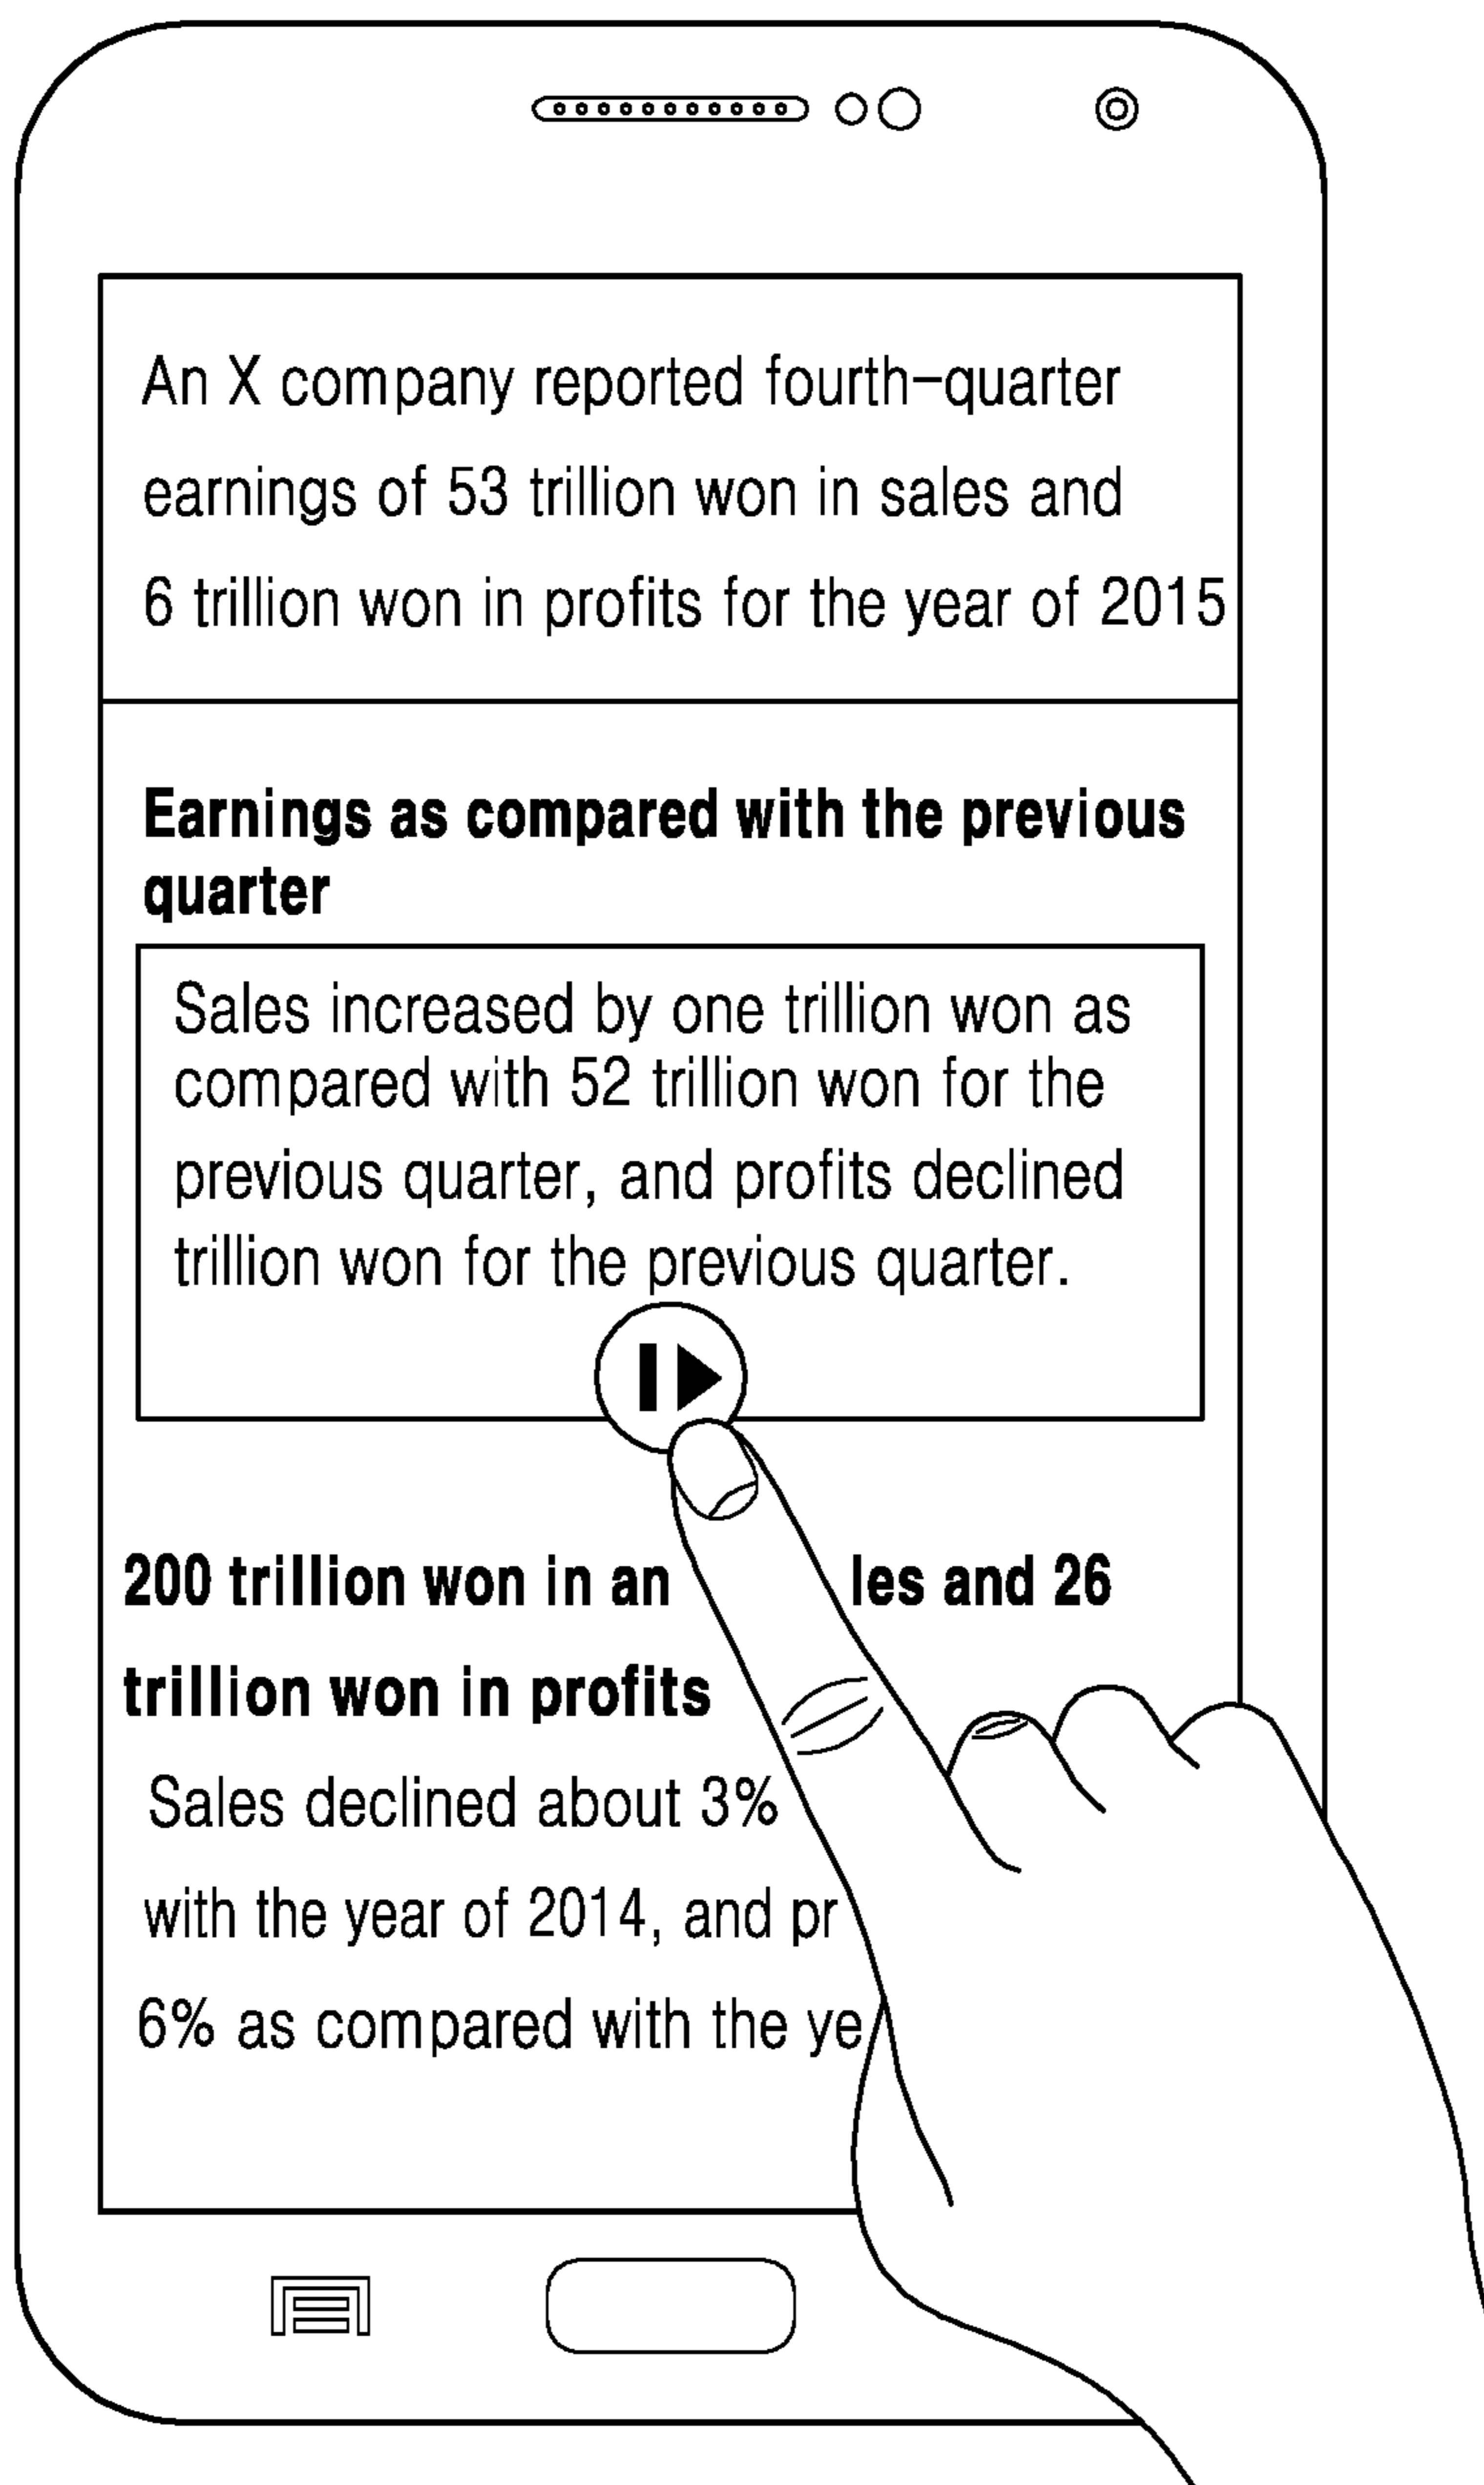 An X company reported fourth-quarter
earnings of 53 trillion won in sales and
6 trillion won in profits for the year of 2015
Earnings as compared with the previous
quarter
Sales increased by one trillion won as
compared with 52 trillion won for the
previous quarter, and profits declined
trillion won for the previous quarter.
200 trillion won in an les and 26
trillion won in profits
Sales declined about 3%
with the year of 2014, and pr
6% as compared with the ye